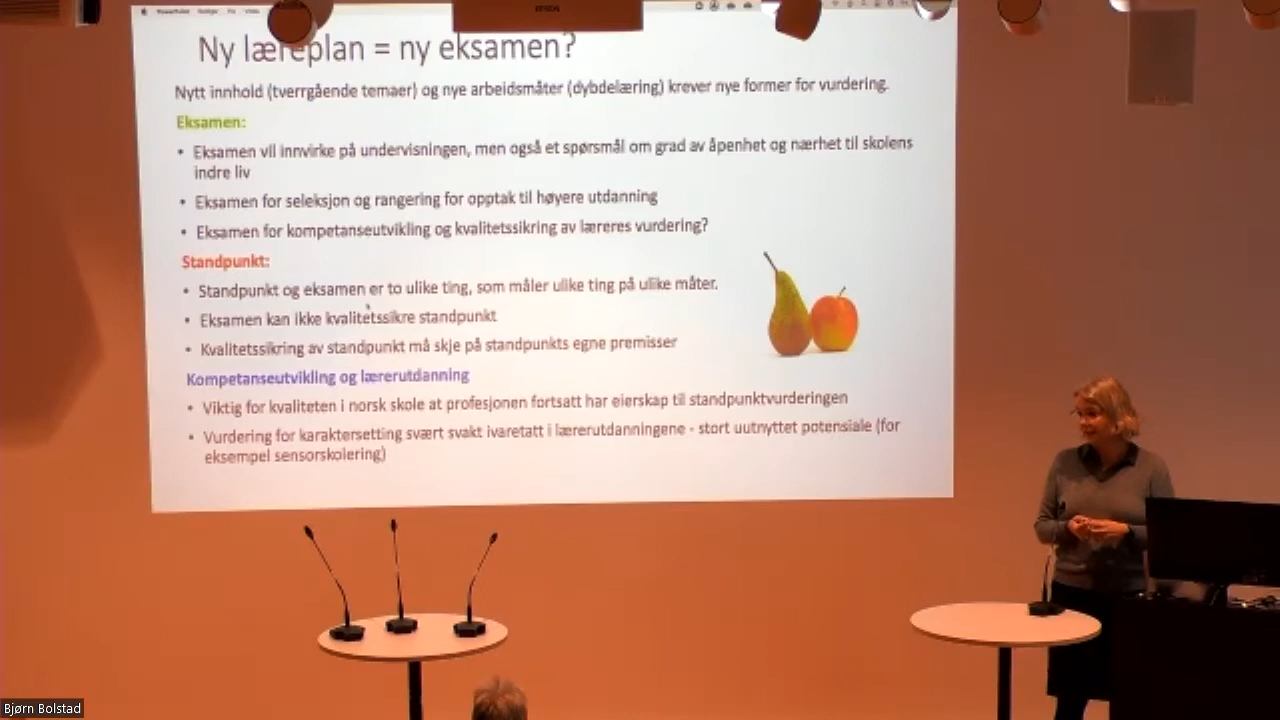 EPSON
Ny læreplan = ny eksamen?
Nytt innhold (tverrgående temaer) og nye arbeidsmåter (dybdelæring) krever nye former for vurdering.
Eksamen:
• Eksamen vil innvirke på undervisningen, men også et spørsmål om grad av åpenhet og nærhet til skolens
indre liv
• Eksamen for seleksjon og rangering for opptak til høyere utdanning
• Eksamen for kompetanseutvikling og kvalitetssikring av læreres vurdering?
Standpunkt:
• Standpunkt og eksamen er to ulike ting, som måler ulike ting på ulike måter.
• Eksamen kan ikke kvalitetssikre standpunkt
• Kvalitetssikring av standpunkt må skje på standpunkts egne premisser
Kompetanseutvikling og lærerutdanning
• Viktig for kvaliteten i norsk skole at profesjonen fortsatt har eierskap til standpunktvurderingen
• Vurdering for karaktersetting svært svakt ivaretatt i lærerutdanningene - stort uutnyttet potensiale (for
eksempel sensorskolering)
Bjørn Bolstad